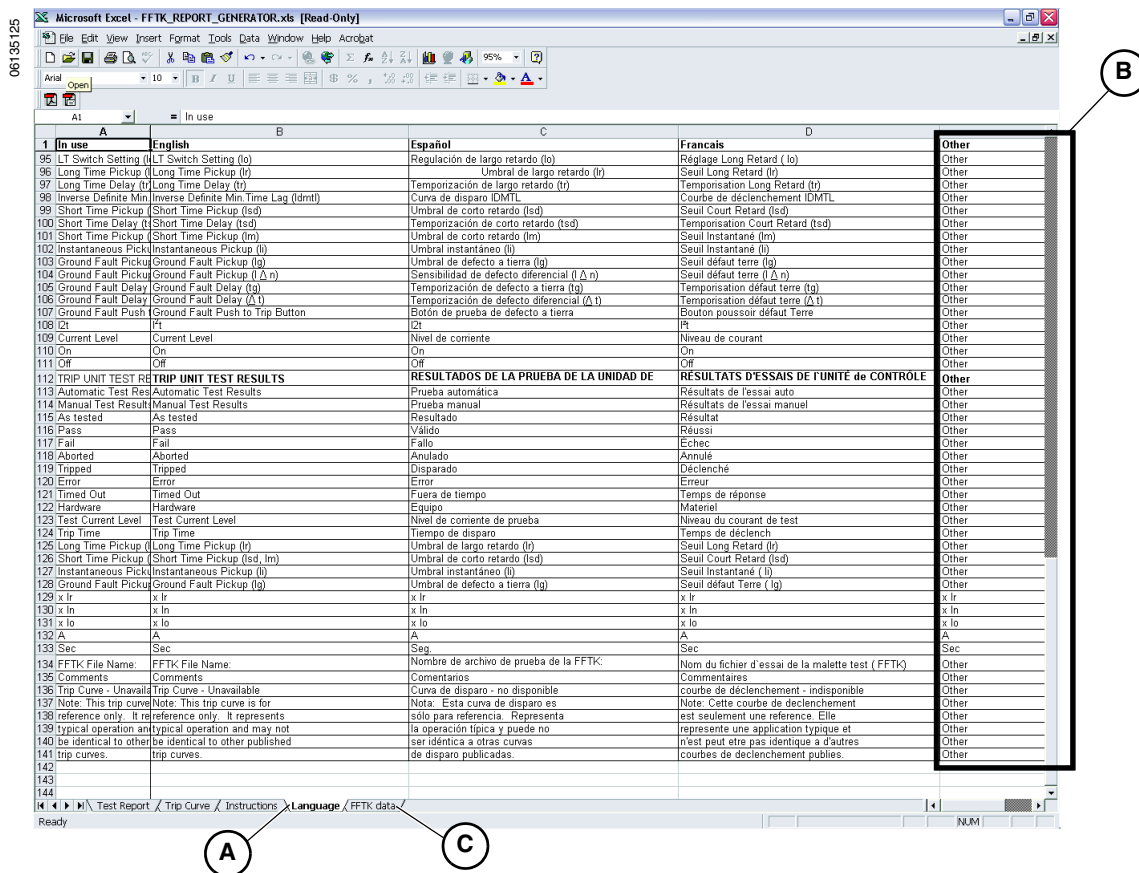 06135125
Microsoft Excel - FFTK_REPORT_GENERATOR.xls [Read-Only]
File Edit View Insert Format Tools Data Window Help Acrobat
95%
Arial 10 B I U $ % ,
Open
A1 = In use
A B C D
1 In use English Español Francais Other
95 LT Switch Setting (I LT Switch Setting (Io) Regulación de largo retardo (Io) Réglage Long Retard ( Io) Other
96 Long Time Pickup ( Long Time Pickup (Ir) Umbral de largo retardo (Ir) Seuil Long Retard (Ir) Other
97 Long Time Delay (tr Long Time Delay (tr) Temporización de largo retardo (tr) Temporisation Long Retard (tr) Other
98 Inverse Definite Min. Inverse Definite Min.Time Lag (Idmtl) Curva de disparo IDMTL Courbe de déclenchement IDMTL Other
99 Short Time Pickup ( Short Time Pickup (Isd) Umbral de corto retardo (Isd) Seuil Court Retard (Isd) Other
100 Short Time Delay (t Short Time Delay (tsd) Temporización de corto retardo (tsd) Temporisation Court Retard (tsd) Other
101 Short Time Pickup ( Short Time Pickup (Im) Umbral de corto retardo (Im) Seuil Instantané (Im) Other
102 Instantaneous Picku Instantaneous Pickup (Ii) Umbral instantáneo (Ii) Seuil Instantané (Ii) Other
103 Ground Fault Pickup Ground Fault Pickup (Ig) Umbral de defecto a tierra (Ig) Seuil défaut terre (Ig) Other
104 Ground Fault Pickup Ground Fault Pickup (I Δ n) Sensibilidad de defecto diferencial (I Δ n) Seuil défaut terre (I Δ n) Other
105 Ground Fault Delay Ground Fault Delay (tg) Temporización de defecto a tierra (tg) Temporisation défaut terre (tg) Other
106 Ground Fault Delay Ground Fault Delay (Δ t) Temporización de defecto diferencial (Δ t) Temporisation défaut terre (Δ t) Other
107 Ground Fault Push t Ground Fault Push to Trip Button Botón de prueba de defecto a tierra Bouton poussoir défaut Terre Other
108 I2t I²t I2t I²t Other
109 Current Level Current Level Nivel de corriente Niveau de courant Other
110 On On On On Other
111 Off Off Off Off Other
112 TRIP UNIT TEST RE TRIP UNIT TEST RESULTS RESULTADOS DE LA PRUEBA DE LA UNIDAD DE RÉSULTATS D'ESSAIS DE l`UNITÉ de CONTRÔLE Other
113 Automatic Test Res Automatic Test Results Prueba automática Résultats de l'essai auto Other
114 Manual Test Results Manual Test Results Prueba manual Résultats de l'essai manuel Other
115 As tested As tested Resultado Résultat Other
116 Pass Pass Válido Réussi Other
117 Fail Fail Fallo Échec Other
118 Aborted Aborted Anulado Annulé Other
119 Tripped Tripped Disparado Déclenché Other
120 Error Error Error Erreur Other
121 Timed Out Timed Out Fuera de tiempo Temps de réponse Other
122 Hardware Hardware Equipo Materiel Other
123 Test Current Level Test Current Level Nivel de corriente de prueba Niveau du courant de test Other
124 Trip Time Trip Time Tiempo de disparo Temps de déclench Other
125 Long Time Pickup ( Long Time Pickup (Ir) Umbral de largo retardo (Ir) Seuil Long Retard (Ir) Other
126 Short Time Pickup ( Short Time Pickup (Isd, Im) Umbral de corto retardo (Isd) Seuil Court Retard (Isd) Other
127 Instantaneous Picku Instantaneous Pickup (Ii) Umbral instantáneo (Ii) Seuil Instantané ( Ii) Other
128 Ground Fault Pickup Ground Fault Pickup (Ig) Umbral de defecto a tierra (Ig) Seuil défaut Terre ( Ig) Other
129 x Ir x Ir x Ir x Ir x Ir
130 x In x In x In x In x In
131 x Io x Io x Io x Io x Io
132 A A A A A
133 Sec Sec Seg. Sec Sec
134 FFTK File Name: FFTK File Name: Nombre de archivo de prueba de la FFTK: Nom du fichier d`essai de la malette test ( FFTK) Other
135 Comments Comments Comentarios Commentaires Other
136 Trip Curve - Unavaila Trip Curve - Unavailable Curva de disparo - no disponible courbe de déclenchement - indisponible Other
137 Note: This trip curve Note: This trip curve is for Nota: Esta curva de disparo es Note: Cette courbe de declenchement Other
138 reference only. It re reference only. It represents sólo para referencia. Representa est seulement une reference. Elle Other
139 typical operation an typical operation and may not la operación típica y puede no represente une application typique et Other
140 be identical to other be identical to other published ser idéntica a otras curvas n'est peut etre pas identique a d'autres Other
141 trip curves. trip curves. de disparo publicadas. courbes de declenchement publies. Other
142
143
144
Test Report Trip Curve Instructions Language FFTK data
Ready NUM
A
B
C